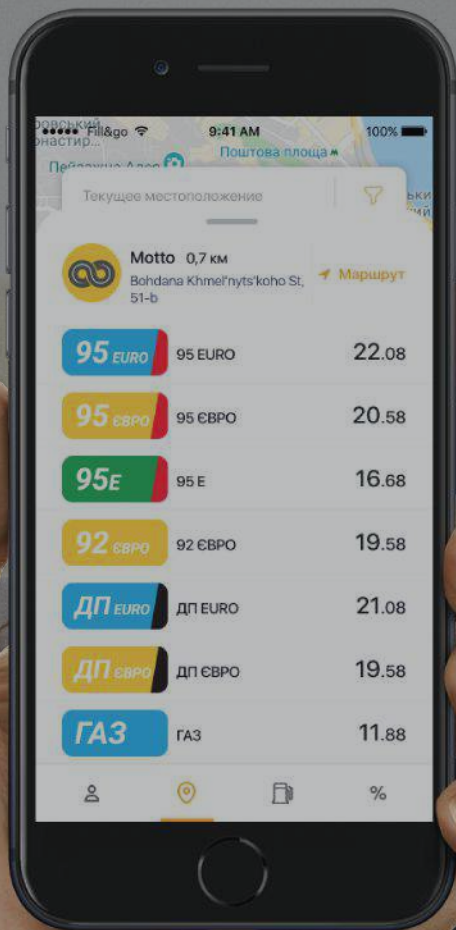 Fill&go 9:41 AM 100%
Поштова площа
Текущее местоположение
Motto 0,7 км
Bohdana Khmel'nyts'koho St,
51-b
Маршрут
95 EURO 95 EURO 22.08
95 ЄВРО 95 ЄВРО 20.58
95E 95 E 16.68
92 ЄВРО 92 ЄВРО 19.58
ДП EURO ДП EURO 21.08
ДП ЄВРО ДП ЄВРО 19.58
ГАЗ ГАЗ 11.88
%